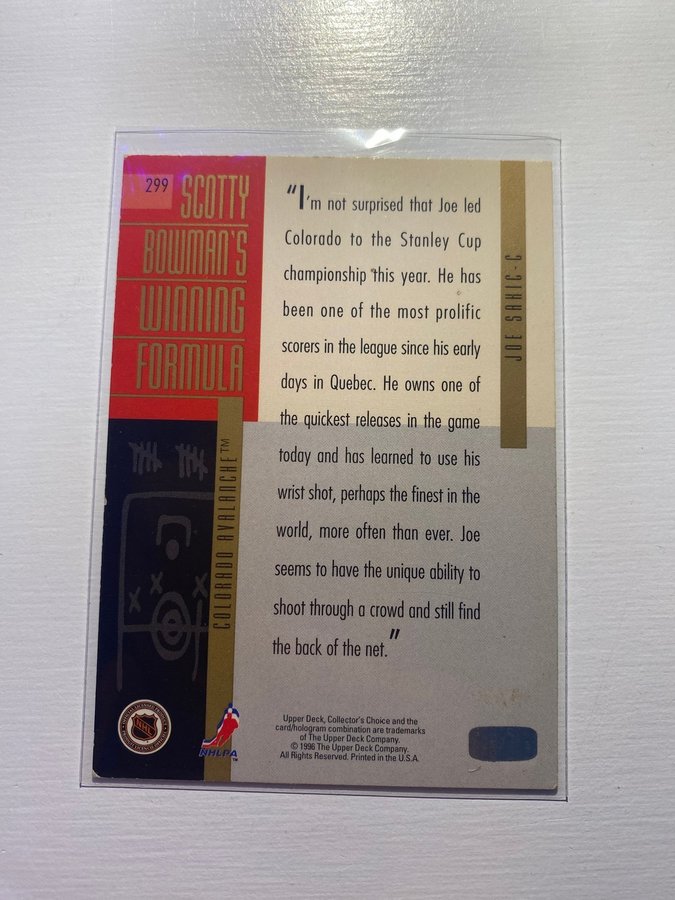 299
SCOTTY
BOWMAN'S
WINNING
FORMULA
"I'm not surprised that Joe led
Colorado to the Stanley Cup
championship this year. He has
been one of the most prolific
scorers in the league since his early
days in Quebec. He owns one of
the quickest releases in the game
today and has learned to use his
wrist shot, perhaps the finest in the
world, more often than ever. Joe
seems to have the unique ability to
shoot through a crowd and still find
the back of the net."
JOE SAKIC-C
COLORADO AVALANCHE™
NHL
NHLPA™
Upper Deck, Collector's Choice and the
card/hologram combination are trademarks
of The Upper Deck Company.
© 1996 The Upper Deck Company.
All Rights Reserved. Printed in the U.S.A.